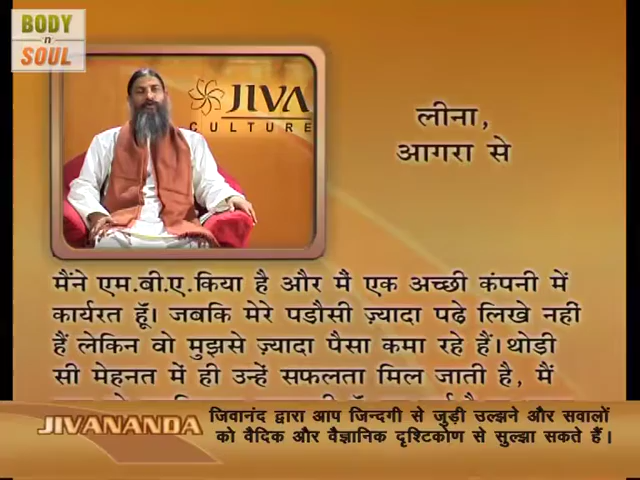 BODY
n
SOUL
JIVA
CULTURE
लीना,
आगरा से
मैंने एम.बी.ए.किया है और मैं एक अच्छी कंपनी में
कार्यरत हूँ। जबकि मेरे पडौसी ज़्यादा पढे लिखे नहीं
हैं लेकिन वो मुझसे ज़्यादा पैसा कमा रहे हैं।थोड़ी
सी मेहनत में ही उन्हें सफलता मिल जाती है, मैं
JIVANANDA
जिवानंद द्वारा आप जिन्दगी से जुड़ी उल्झने और सवालों
को वैदिक और वैज्ञानिक दृश्टिकोण से सुल्झा सकते हैं।